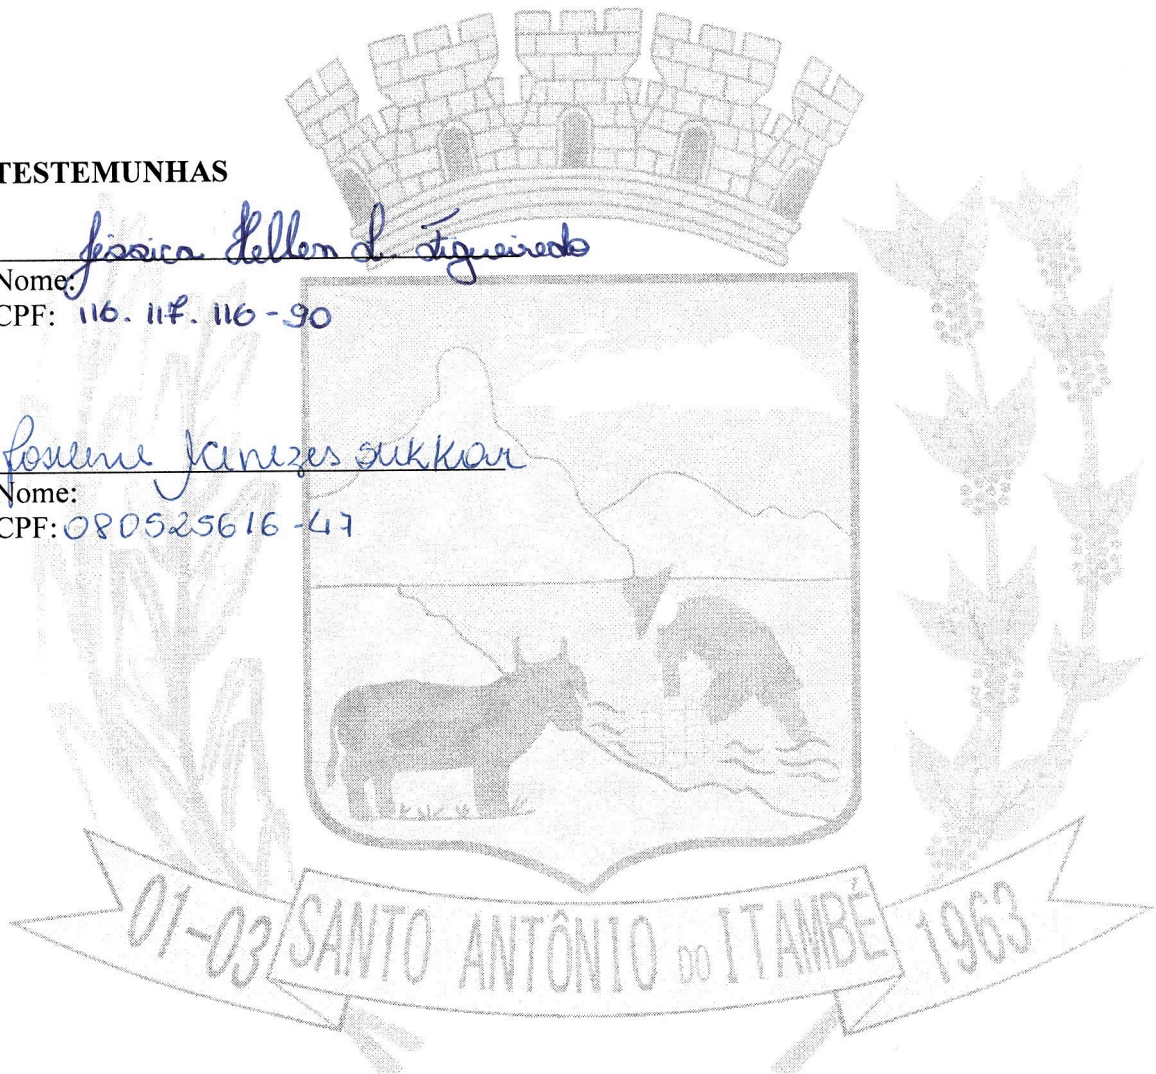 TESTEMUNHAS
Jéssica Hellen L. Figueiredo
Nome:
CPF: 116.117.116-90
sukkar
Nome:
CPF: 080525616-47
01-03 SANTO ANTÔNIO DO ITAMBÉ 1963